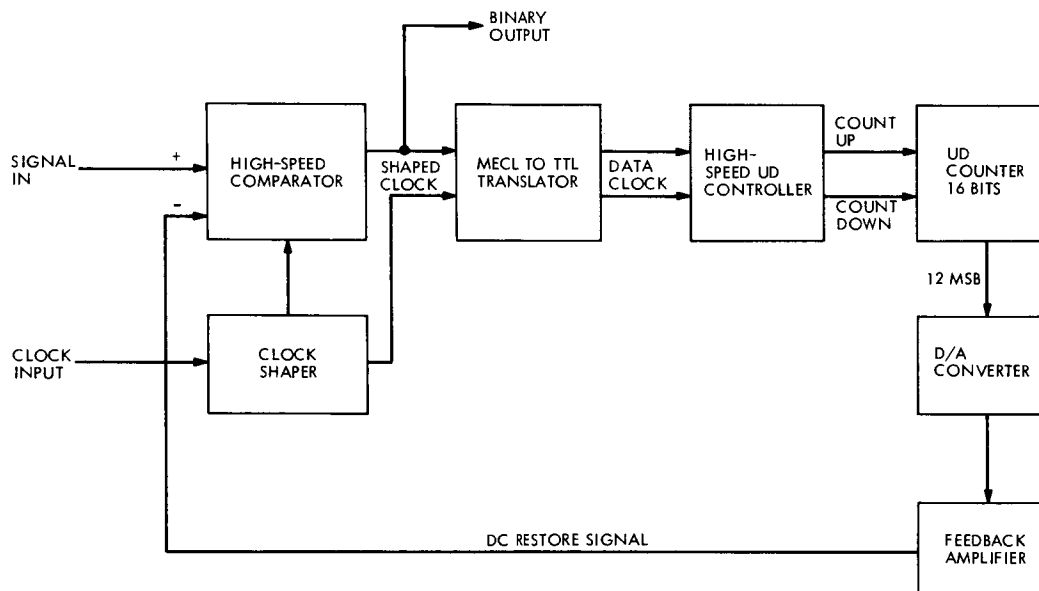 BINARY
OUTPUT
SIGNAL
IN
+
-
HIGH-SPEED
COMPARATOR
SHAPED
CLOCK
MECL TO TTL
TRANSLATOR
DATA
CLOCK
HIGH-
SPEED UD
CONTROLLER
COUNT
UP
COUNT
DOWN
UD
COUNTER
16 BITS
12 MSB
CLOCK
INPUT
CLOCK
SHAPER
D/A
CONVERTER
DC RESTORE SIGNAL
FEEDBACK
AMPLIFIER